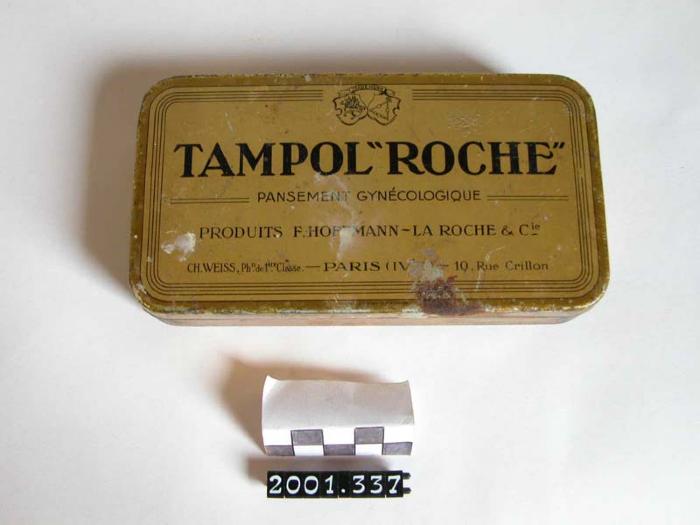 TAMPOL "ROCHE"
PANSEMENT GYNÉCOLOGIQUE
PRODUITS F. HOFFMANN-LA ROCHE & Cie
CH. WEISS, Phn. de 1ère Classe. — PARIS (IVe) — 10, Rue Crillon
2001.337